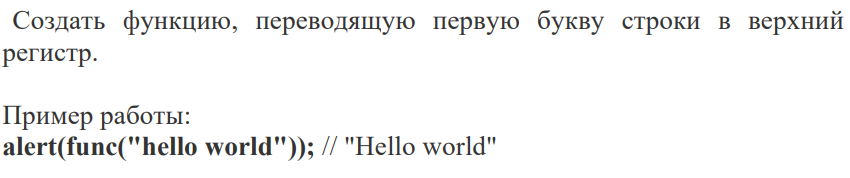 Создать функцию, переводящую первую букву строки в верхний
регистр.
Пример работы:
alert(func("hello world")); // "Hello world"